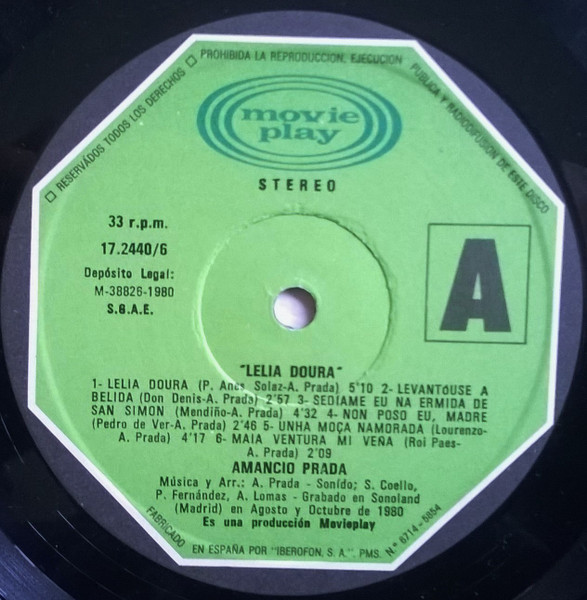 □ RESERVADOS TODOS LOS DERECHOS □ PROHIBIDA LA REPRODUCCION, EJECUCION PUBLICA Y RADIODIFUSION DE ESTE DISCO
movie
play
STEREO
33 r.p.m.
17.2440/6
Depósito Legal:
M-38826-1980
S.G.A.E.
A
"LELIA DOURA"
1- LELIA DOURA (P. Anes Solaz-A. Prada) 5'10 2- LEVANTOUSE A
BELIDA (Don Denis-A. Prada) 2'57 3- SEDIAME EU NA ERMIDA DE
SAN SIMON (Mendiño-A. Prada) 4'32 4- NON POSO EU, MADRE
(Pedro de Ver-A. Prada) 2'46 5- UNHA MOÇA NAMORADA (Lourenzo-
A. Prada) 4'17 6- MAIA VENTURA MI VEÑA (Roi Paes-
A. Prada) 2'09
AMANCIO PRADA
Música y Arr.: A. Prada - Sonído; S. Coello,
P. Fernández, A. Lomas - Grabado en Sonoland
(Madrid) en Agosto y Octubre de 1980
Es una producción Movieplay
FABRICADO EN ESPAÑA POR "IBEROFON, S. A.". PMS. N.º 6714-5854